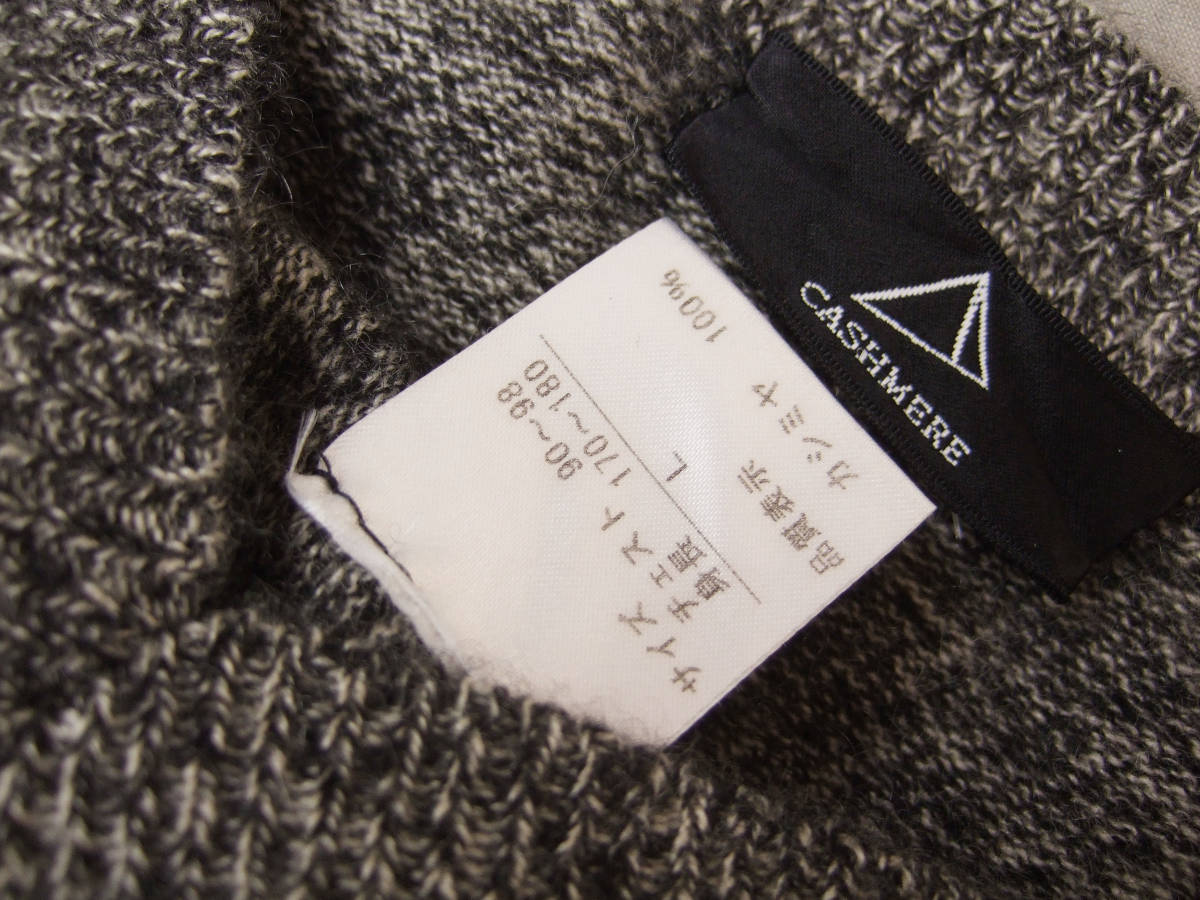 CASHMERE
サイズ
チェスト 90～98
身長 170～180
L
品質表示
カシミヤ 100%